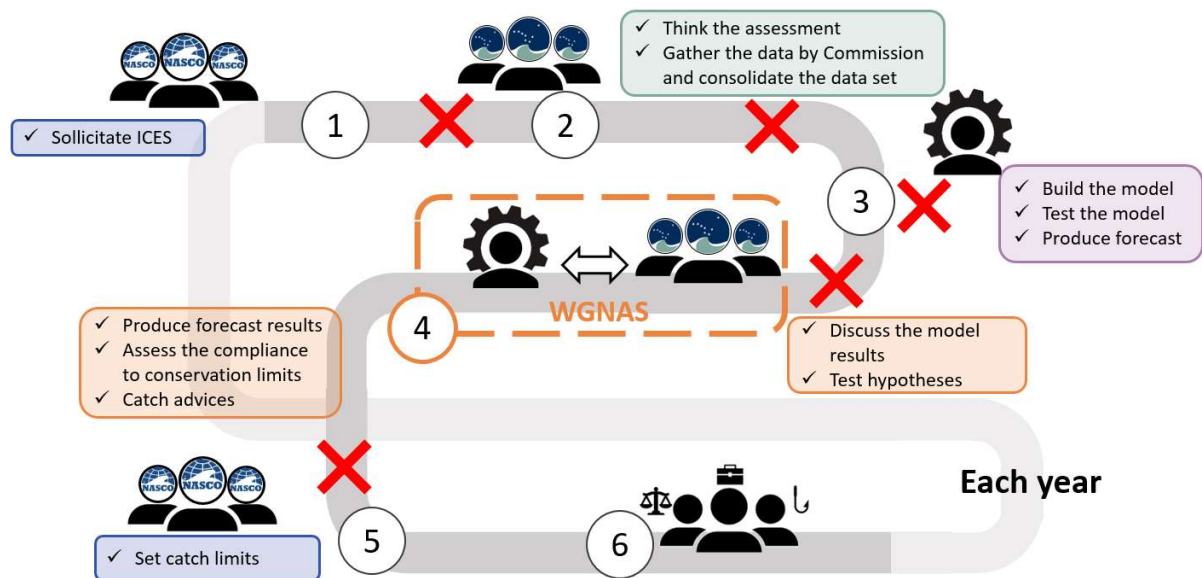 NASCO NASCO NASCO
✓ Sollicitate ICES
1
2
✓ Think the assessment
✓ Gather the data by Commission
and consolidate the data set
3
✓ Build the model
✓ Test the model
✓ Produce forecast
WGNAS
4
✓ Discuss the model
results
✓ Test hypotheses
✓ Produce forecast results
✓ Assess the compliance
to conservation limits
✓ Catch advices
NASCO NASCO NASCO
✓ Set catch limits
5
6
Each year